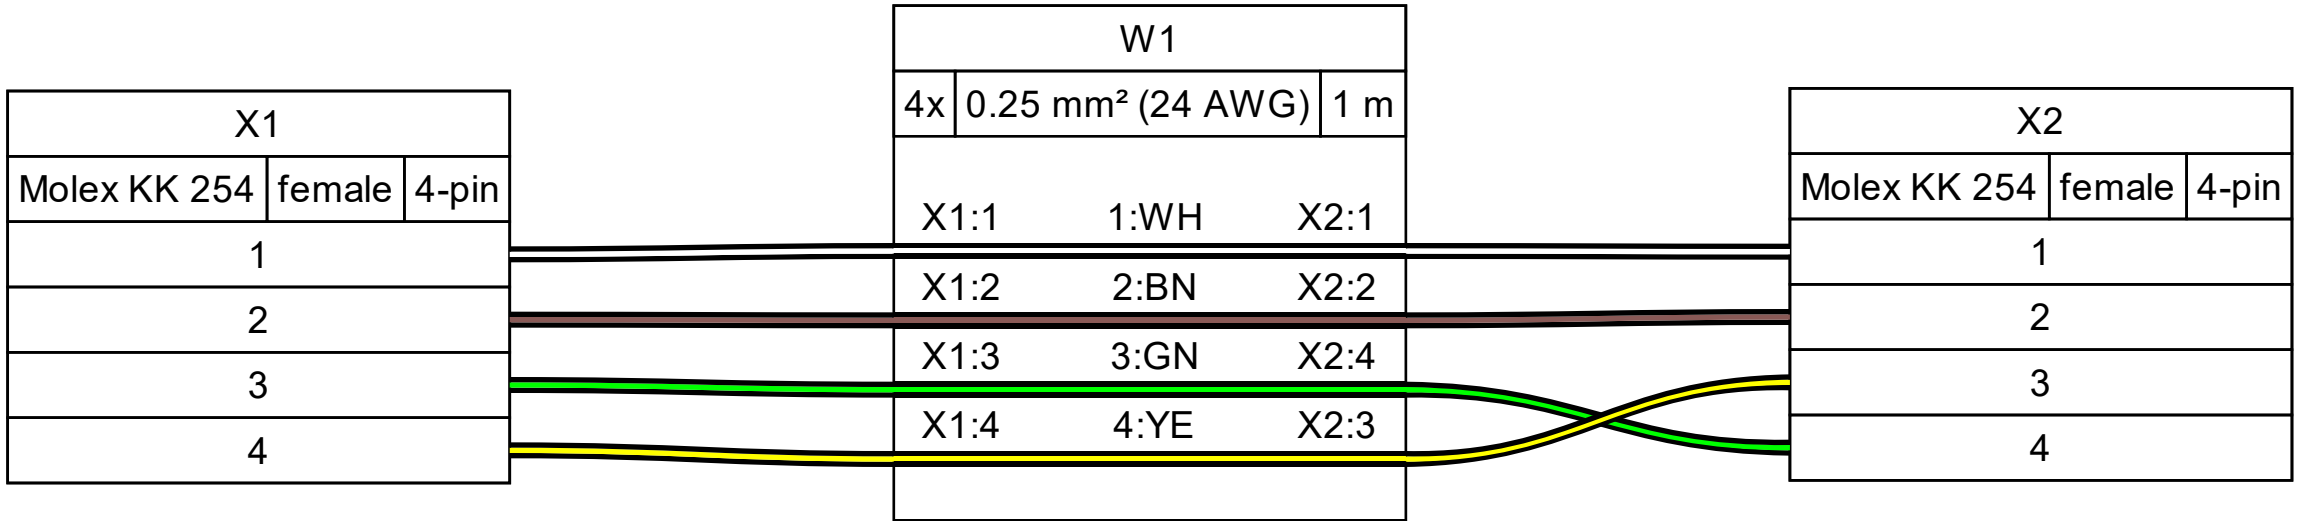 X1
Molex KK 254 female 4-pin
1
2
3
4
W1
4x 0.25 mm² (24 AWG) 1 m
X1:1 1:WH X2:1
X1:2 2:BN X2:2
X1:3 3:GN X2:4
X1:4 4:YE X2:3
X2
Molex KK 254 female 4-pin
1
2
3
4